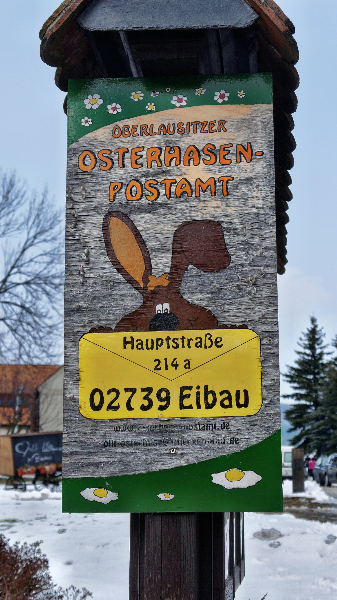 OBERLAUSITZER
OSTERHASEN-
POSTAMT
Hauptstraße
214 a
02739 Eibau